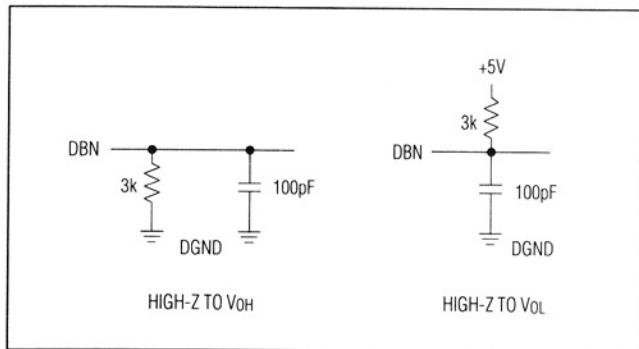 DBN
3k
100pF
DGND
HIGH-Z TO VOH
+5V
3k
DBN
100pF
DGND
HIGH-Z TO VOL